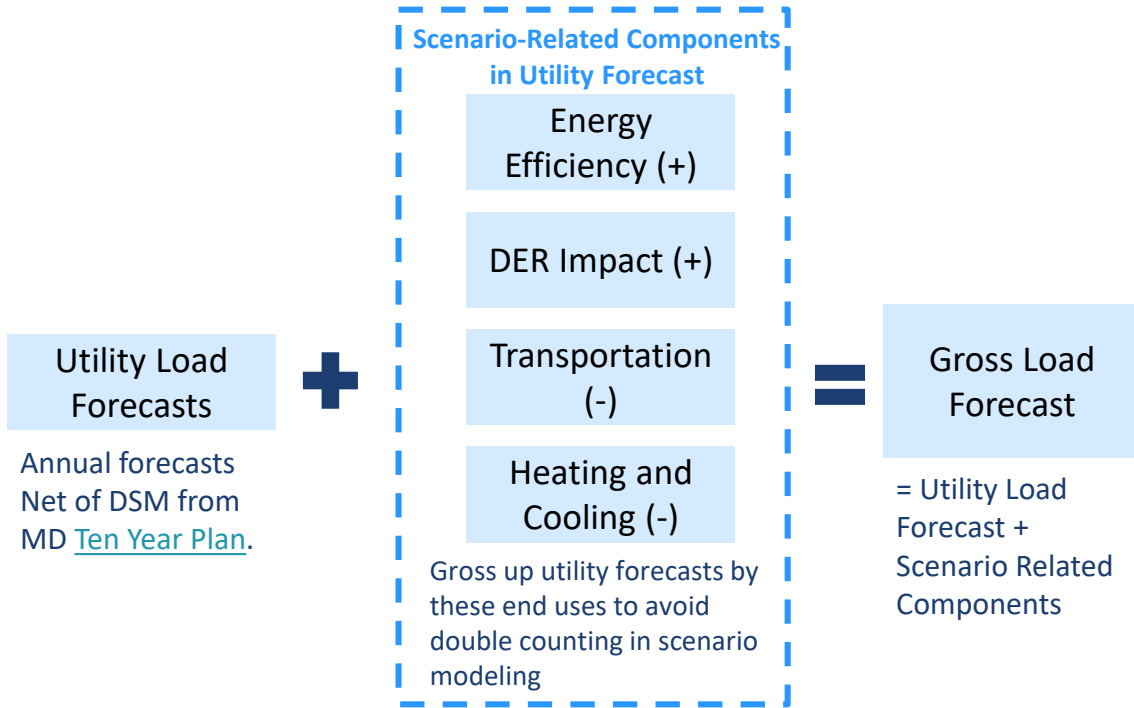 Scenario-Related Components
in Utility Forecast
Energy
Efficiency (+)
DER Impact (+)
Transportation
(-)
Heating and
Cooling (-)
Gross up utility forecasts by
these end uses to avoid
double counting in scenario
modeling
Utility Load
Forecasts
Annual forecasts
Net of DSM from
MD Ten Year Plan.
Gross Load
Forecast
= Utility Load
Forecast +
Scenario Related
Components